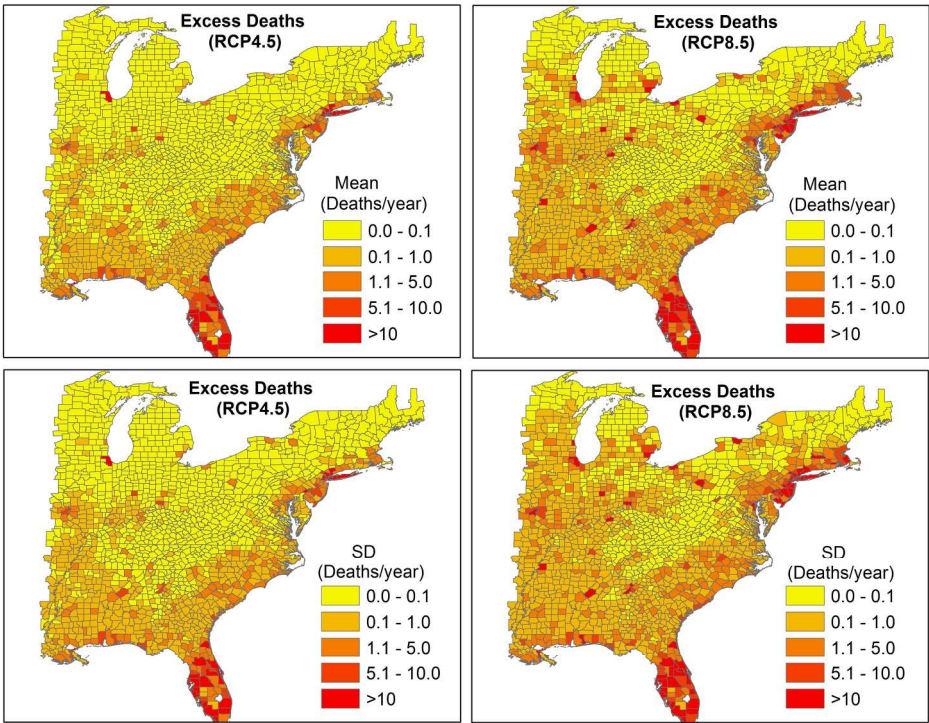 Excess Deaths
(RCP4.5)
Mean
(Deaths/year)
0.0 - 0.1
0.1 - 1.0
1.1 - 5.0
5.1 - 10.0
>10
Excess Deaths
(RCP8.5)
Mean
(Deaths/year)
0.0 - 0.1
0.1 - 1.0
1.1 - 5.0
5.1 - 10.0
>10
Excess Deaths
(RCP4.5)
SD
(Deaths/year)
0.0 - 0.1
0.1 - 1.0
1.1 - 5.0
5.1 - 10.0
>10
Excess Deaths
(RCP8.5)
SD
(Deaths/year)
0.0 - 0.1
0.1 - 1.0
1.1 - 5.0
5.1 - 10.0
>10